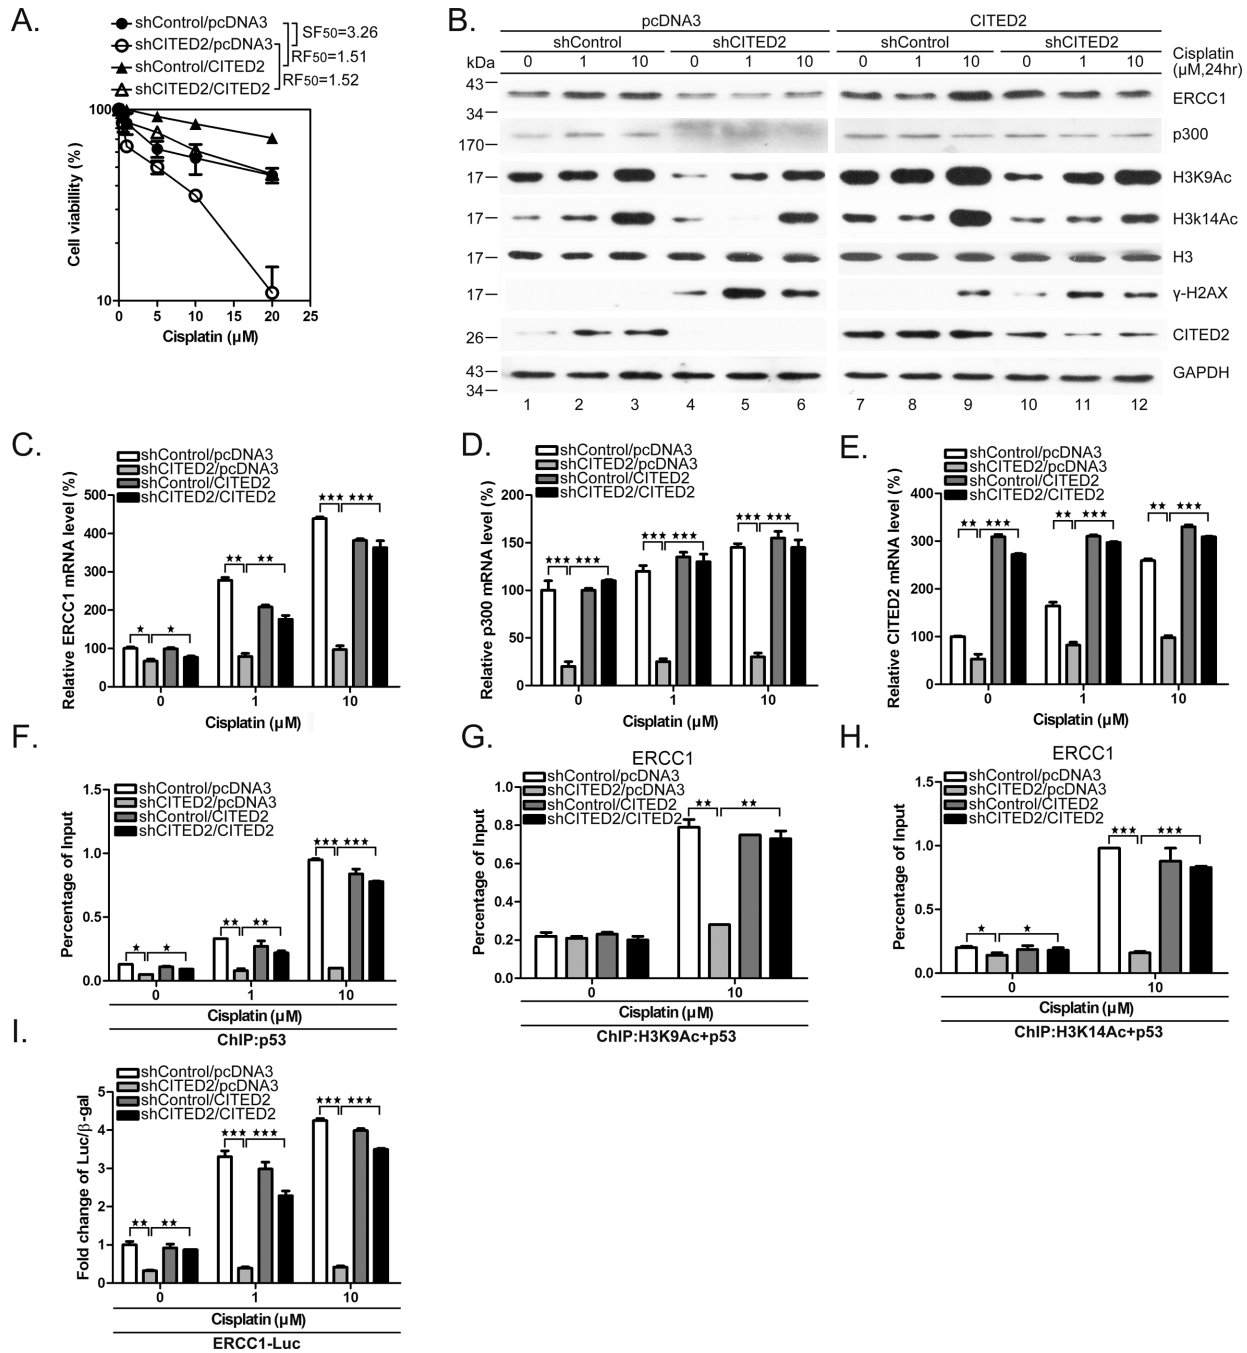 A.
shControl/pcDNA3
shCITED2/pcDNA3
shControl/CITED2
shCITED2/CITED2
SF50=3.26
RF50=1.51
RF50=1.52
Cell viabillity (%)
100
10
0 5 10 15 20 25
Cisplatin (µM)
B.
pcDNA3 CITED2
shControl shCITED2 shControl shCITED2
kDa 0 1 10 0 1 10 0 1 10 0 1 10 Cisplatin
(µM,24hr)
43
34 ERCC1
170 p300
17 H3K9Ac
17 H3k14Ac
17 H3
17 γ-H2AX
26 CITED2
43
34 GAPDH
1 2 3 4 5 6 7 8 9 10 11 12
C.
shControl/pcDNA3
shCITED2/pcDNA3
shControl/CITED2
shCITED2/CITED2
Relative ERCC1 mRNA level (%)
500
400
300
200
100
0
★ ★
★★ ★★
★★★ ★★★
0 1 10
Cisplatin (µM)
D.
shControl/pcDNA3
shCITED2/pcDNA3
shControl/CITED2
shCITED2/CITED2
Relative p300 mRNA level (%)
200
150
100
50
0
★★★ ★★★
★★★ ★★★
★★★ ★★★
0 1 10
Cisplatin (µM)
E.
shControl/pcDNA3
shCITED2/pcDNA3
shControl/CITED2
shCITED2/CITED2
Relative CITED2 mRNA level (%)
400
300
200
100
0
★★ ★★★
★★ ★★★
★★ ★★★
0 1 10
Cisplatin (µM)
F.
shControl/pcDNA3
shCITED2/pcDNA3
shControl/CITED2
shCITED2/CITED2
Percentage of Input
1.5
1.0
0.5
0.0
★ ★
★★ ★★
★★★ ★★★
0 1 10
Cisplatin (µM)
ChIP:p53
G.
ERCC1
shControl/pcDNA3
shCITED2/pcDNA3
shControl/CITED2
shCITED2/CITED2
Percentage of Input
1.0
0.8
0.6
0.4
0.2
0.0
★★ ★★
0 10
Cisplatin (µM)
ChIP:H3K9Ac+p53
H.
ERCC1
shControl/pcDNA3
shCITED2/pcDNA3
shControl/CITED2
shCITED2/CITED2
Percentage of Input
1.5
1.0
0.5
0.0
★ ★
★★★ ★★★
0 10
Cisplatin (µM)
ChIP:H3K14Ac+p53
I.
shControl/pcDNA3
shCITED2/pcDNA3
shControl/CITED2
shCITED2/CITED2
Fold change of Luc/β-gal
5
4
3
2
1
0
★★ ★★
★★★ ★★★
★★★ ★★★
0 1 10
Cisplatin (µM)
ERCC1-Luc